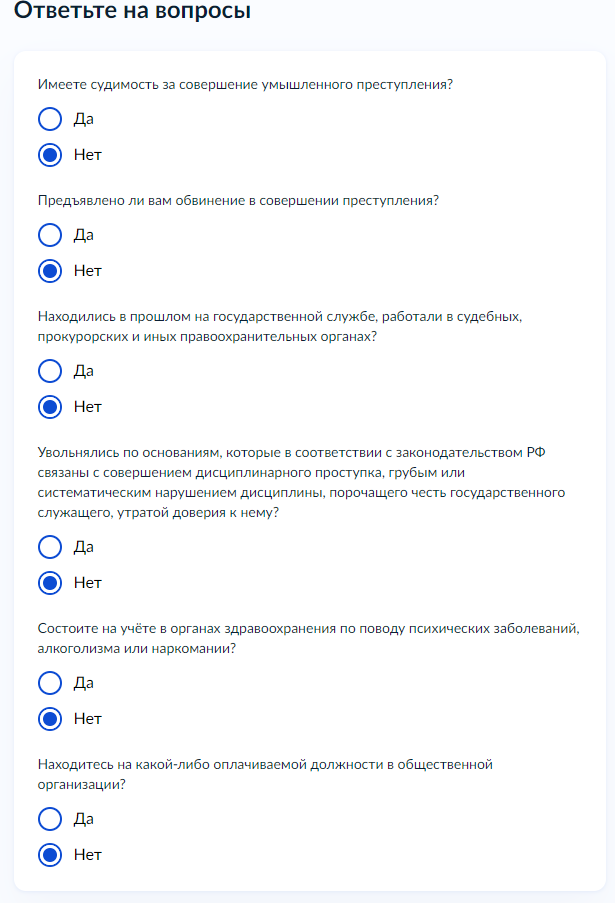 Ответьте на вопросы
Имеете судимость за совершение умышленного преступления?
Да
Нет
Предъявлено ли вам обвинение в совершении преступления?
Да
Нет
Находились в прошлом на государственной службе, работали в судебных,
прокурорских и иных правоохранительных органах?
Да
Нет
Увольнялись по основаниям, которые в соответствии с законодательством РФ
связаны с совершением дисциплинарного проступка, грубым или
систематическим нарушением дисциплины, порочащего честь государственного
служащего, утратой доверия к нему?
Да
Нет
Состоите на учёте в органах здравоохранения по поводу психических заболеваний,
алкоголизма или наркомании?
Да
Нет
Находитесь на какой-либо оплачиваемой должности в общественной
организации?
Да
Нет